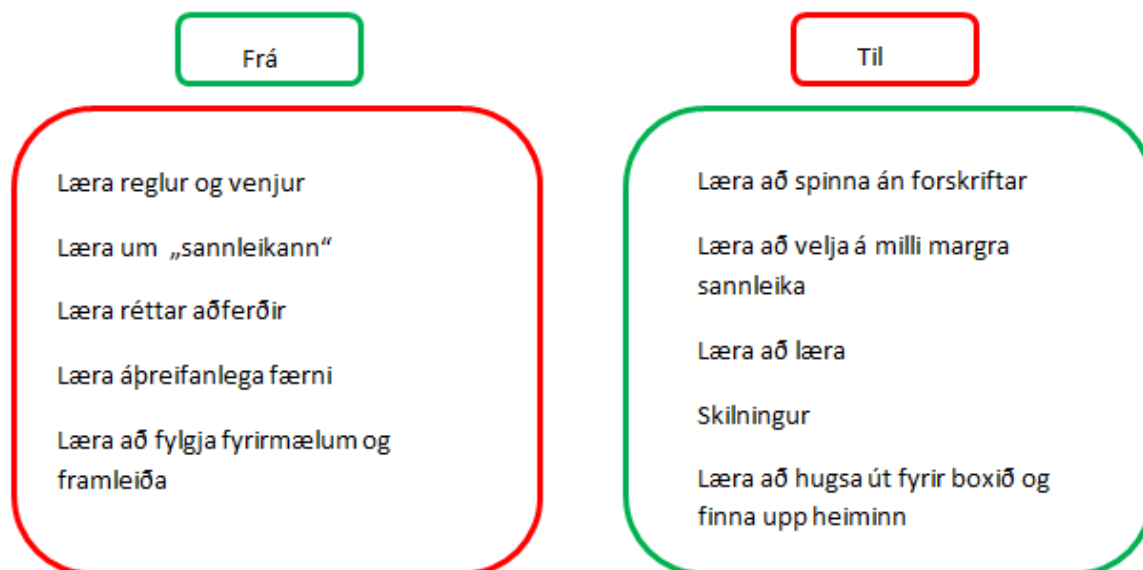 Frá
Læra reglur og venjur
Læra um „sannleikann“
Læra réttar aðferðir
Læra áþreifanlega færni
Læra að fylgja fyrirmælum og
framleiða
Til
Læra að spinna án forskriftar
Læra að velja á milli margra
sannleika
Læra að læra
Skilningur
Læra að hugsa út fyrir boxið og
finna upp heiminn